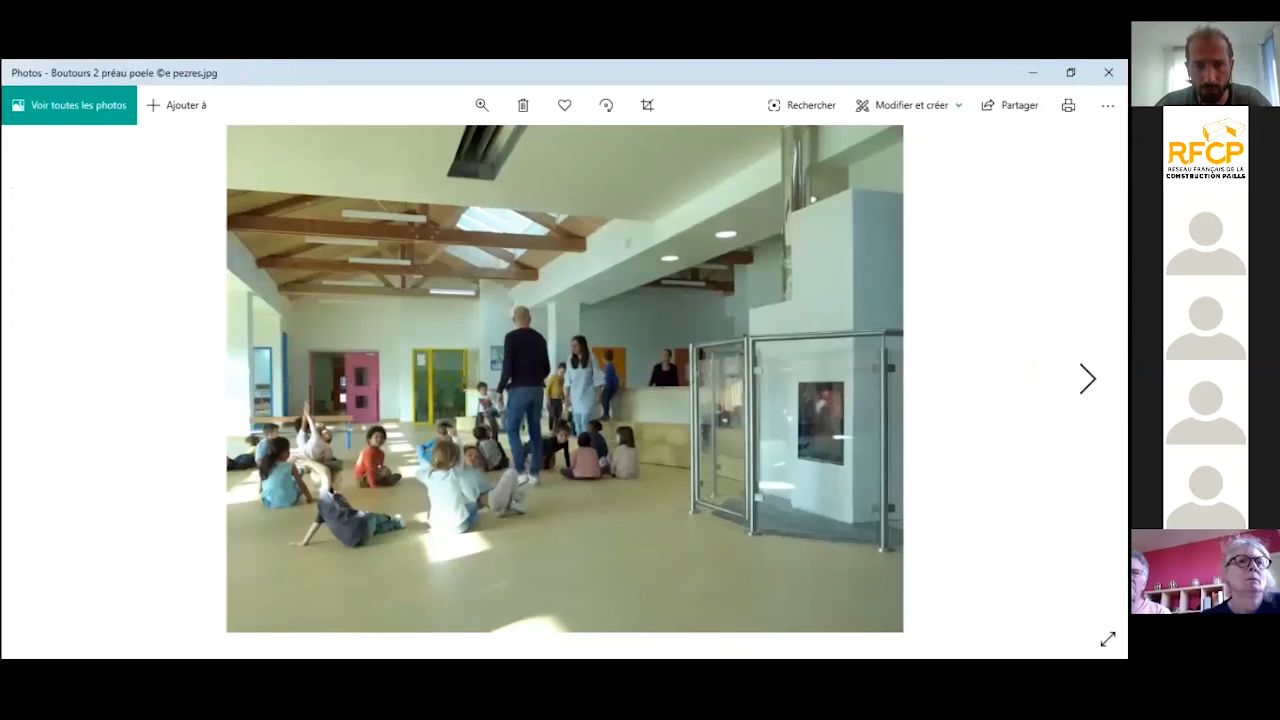 Photos - Boutours 2 préau poele ©e pezres.jpg
Voir toutes les photos
Ajouter à
Rechercher
Modifier et créer
Partager
RFCP
RÉSEAU FRANÇAIS DE LA
CONSTRUCTION PAILLE